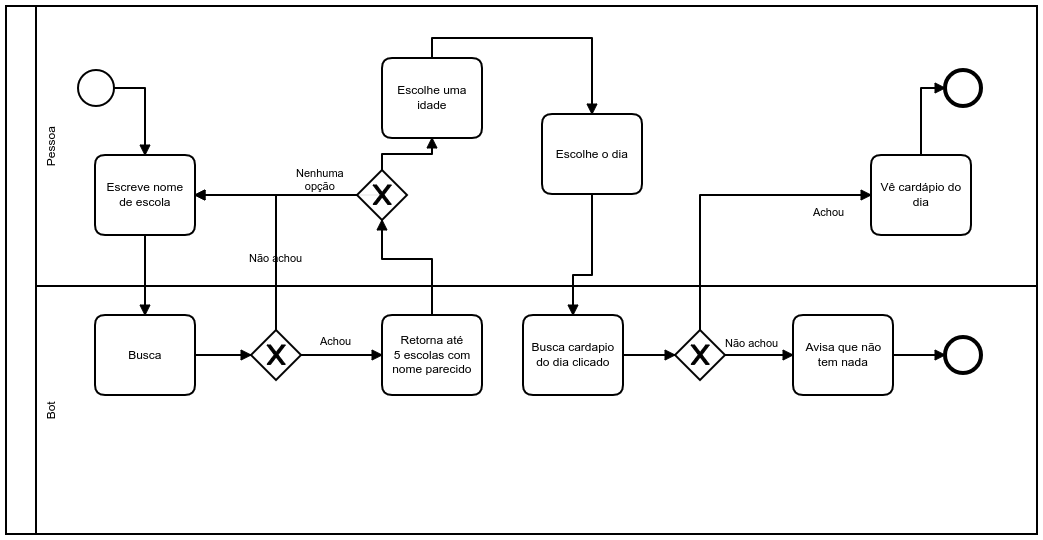 Pessoa
Escreve nome
de escola
Nenhuma
opção
Não achou
Escolhe uma
idade
Escolhe o dia
Achou
Vê cardápio do
dia
Bot
Busca
Achou
Retorna até
5 escolas com
nome parecido
Busca cardapio
do dia clicado
Não achou
Avisa que não
tem nada